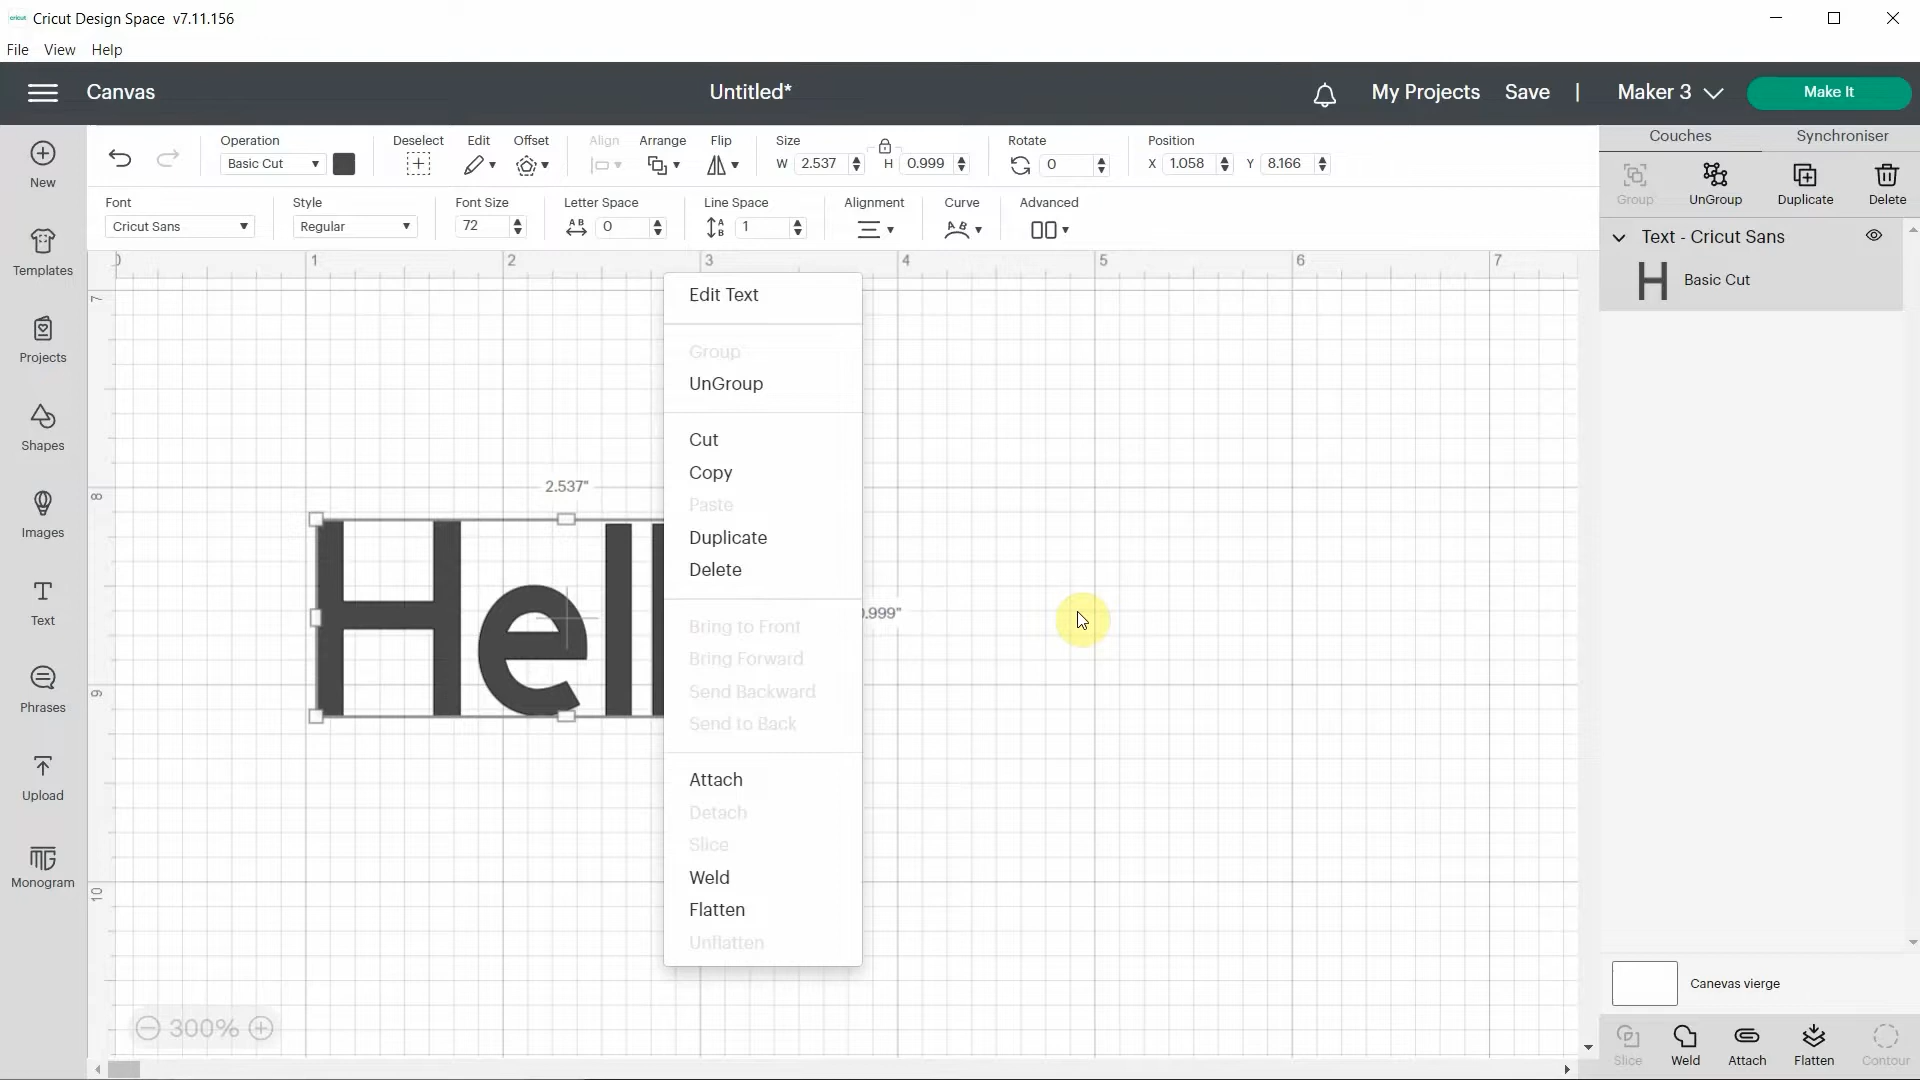 cricut Cricut Design Space v7.11.156
File View Help
Canvas Untitled* My Projects Save | Maker 3 Make It
Operation Deselect Edit Offset Align Arrange Flip Size Rotate Position
Basic Cut W 2.537 H 0.999 0 X 1.058 Y 8.166
Font Style Font Size Letter Space Line Space Alignment Curve Advanced
Cricut Sans Regular 72 0 1
New
Templates
Projects
Shapes
Images
Text
Phrases
Upload
Monogram
0 1 2 3 4 5 6 7
7
8
9
10
2.537"
Hell
0.999"
Edit Text
Group
UnGroup
Cut
Copy
Paste
Duplicate
Delete
Bring to Front
Bring Forward
Send Backward
Send to Back
Attach
Detach
Slice
Weld
Flatten
Unflatten
300%
Couches Synchroniser
Group UnGroup Duplicate Delete
Text - Cricut Sans
H Basic Cut
Canevas vierge
Slice Weld Attach Flatten Contour